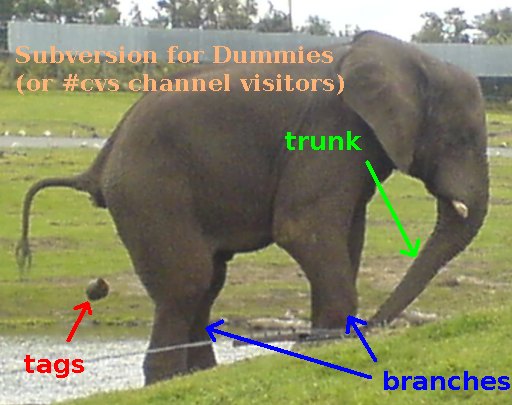 Subversion for Dummies
(or #cvs channel visitors)
trunk
tags
branches